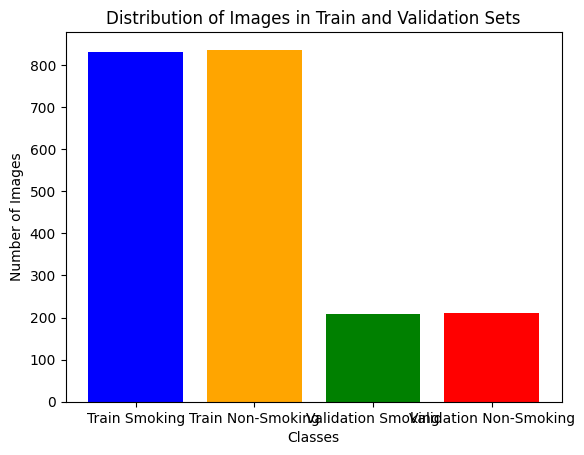 Distribution of Images in Train and Validation Sets
Number of Images
800
700
600
500
400
300
200
100
0
Train Smoking
Train Non-Smoking
Validation Smoking
Validation Non-Smoking
Classes